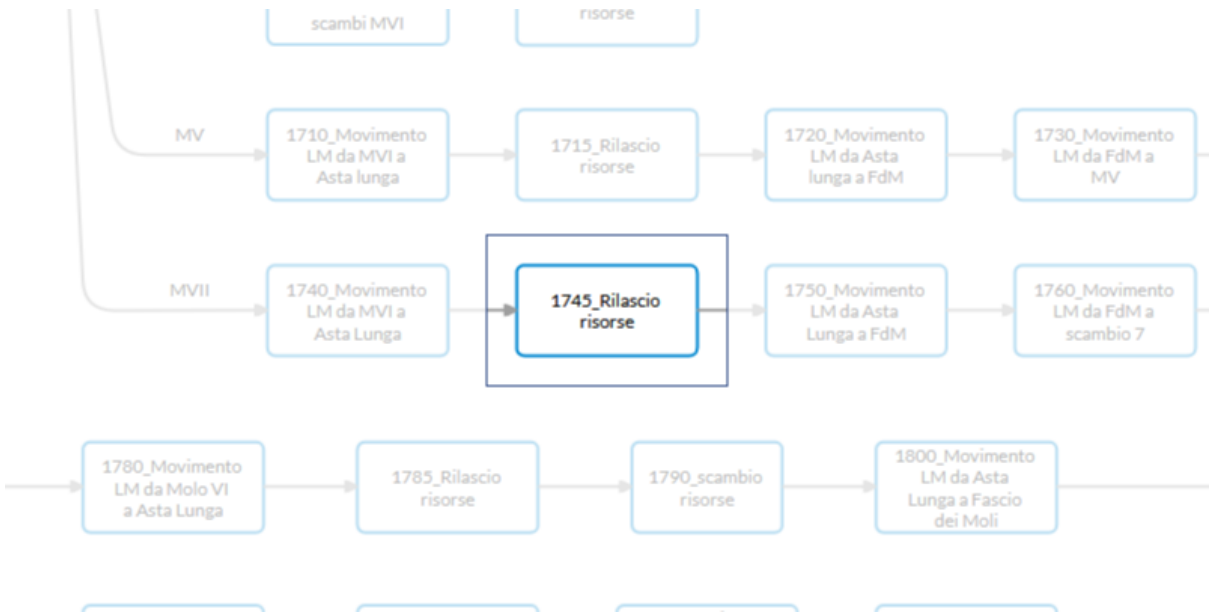 scambi MVI
risorse
MV
1710_Movimento
LM da MVI a
Asta lunga
1715_Rilascio
risorse
1720_Movimento
LM da Asta
lunga a FdM
1730_Movimento
LM da FdM a
MV
MVII
1740_Movimento
LM da MVI a
Asta Lunga
1745_Rilascio
risorse
1750_Movimento
LM da Asta
Lunga a FdM
1760_Movimento
LM da FdM a
scambio 7
1780_Movimento
LM da Molo VI
a Asta Lunga
1785_Rilascio
risorse
1790_scambio
risorse
1800_Movimento
LM da Asta
Lunga a Fascio
dei Moli